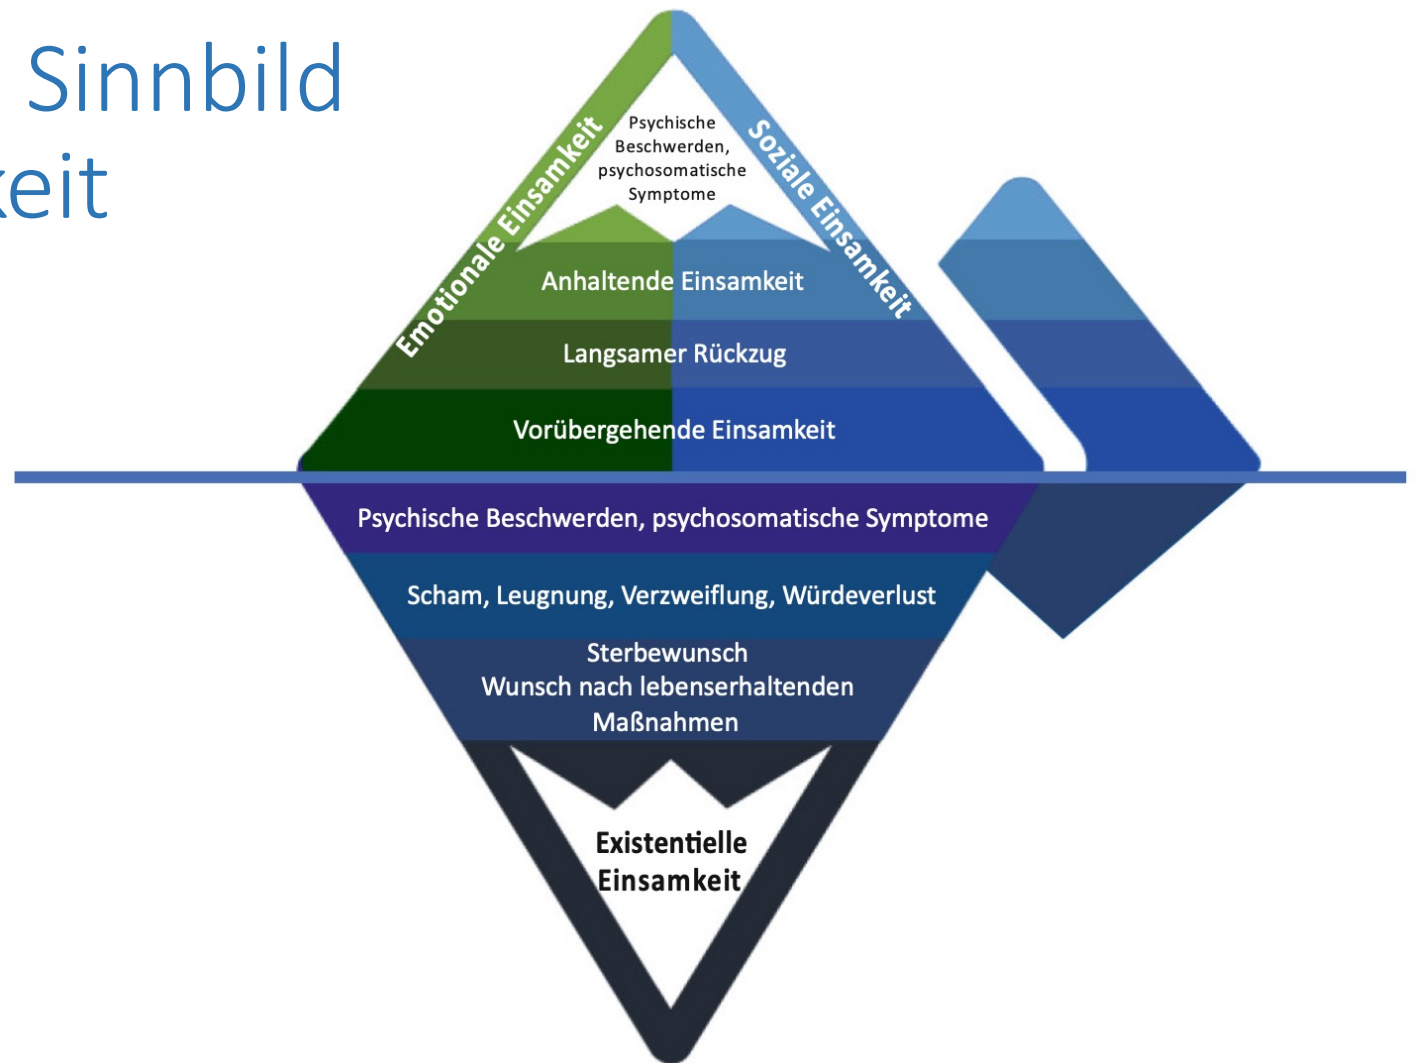 Sinnbild
keit
Psychische
Beschwerden,
psychosomatische
Symptome
Emotionale Einsamkeit
Soziale Einsamkeit
Anhaltende Einsamkeit
Langsamer Rückzug
Vorübergehende Einsamkeit
Psychische Beschwerden, psychosomatische Symptome
Scham, Leugnung, Verzweiflung, Würdeverlust
Sterbewunsch
Wunsch nach lebenserhaltenden
Maßnahmen
Existentielle
Einsamkeit